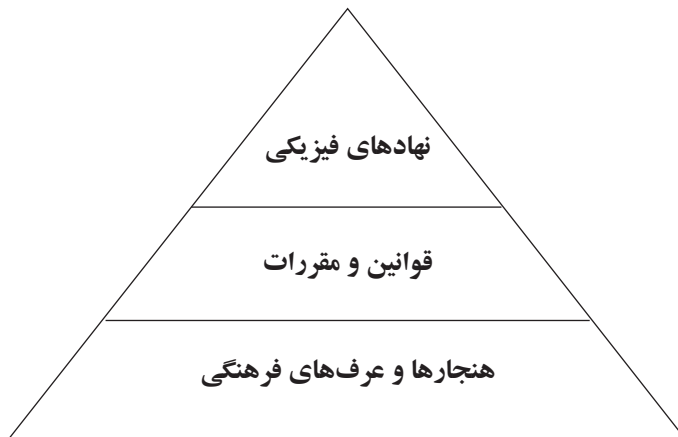 نهادهای فیزیکی
قوانین و مقررات
هنجارها و عرف‌های فرهنگی